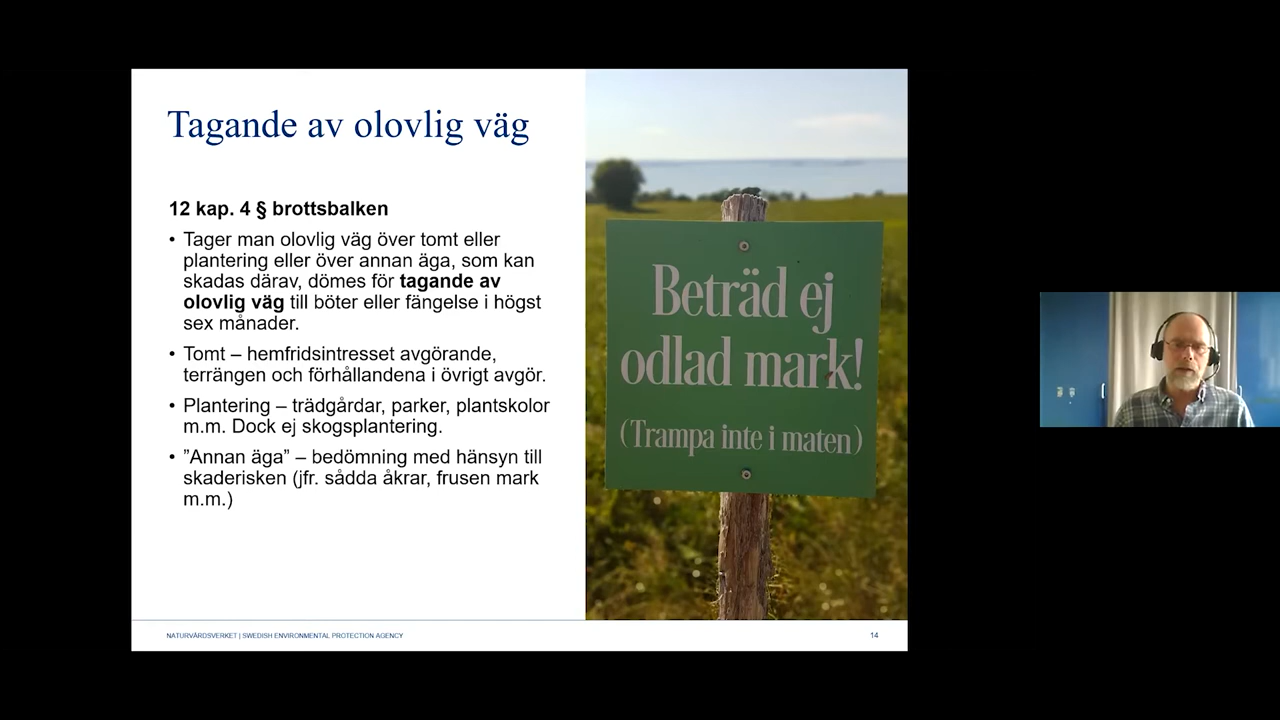 Tagande av olovlig väg
12 kap. 4 § brottsbalken
• Tager man olovlig väg över tomt eller
plantering eller över annan äga, som kan
skadas därav, dömes för tagande av
olovlig väg till böter eller fängelse i högst
sex månader.
• Tomt – hemfridsintresset avgörande,
terrängen och förhållandena i övrigt avgör.
• Plantering – trädgårdar, parker, plantskolor
m.m. Dock ej skogsplantering.
• ”Annan äga” – bedömning med hänsyn till
skaderisken (jfr. sådda åkrar, frusen mark
m.m.)
Beträd ej
odlad mark!
(Trampa inte i maten)
NATURVÅRDSVERKET | SWEDISH ENVIRONMENTAL PROTECTION AGENCY
14